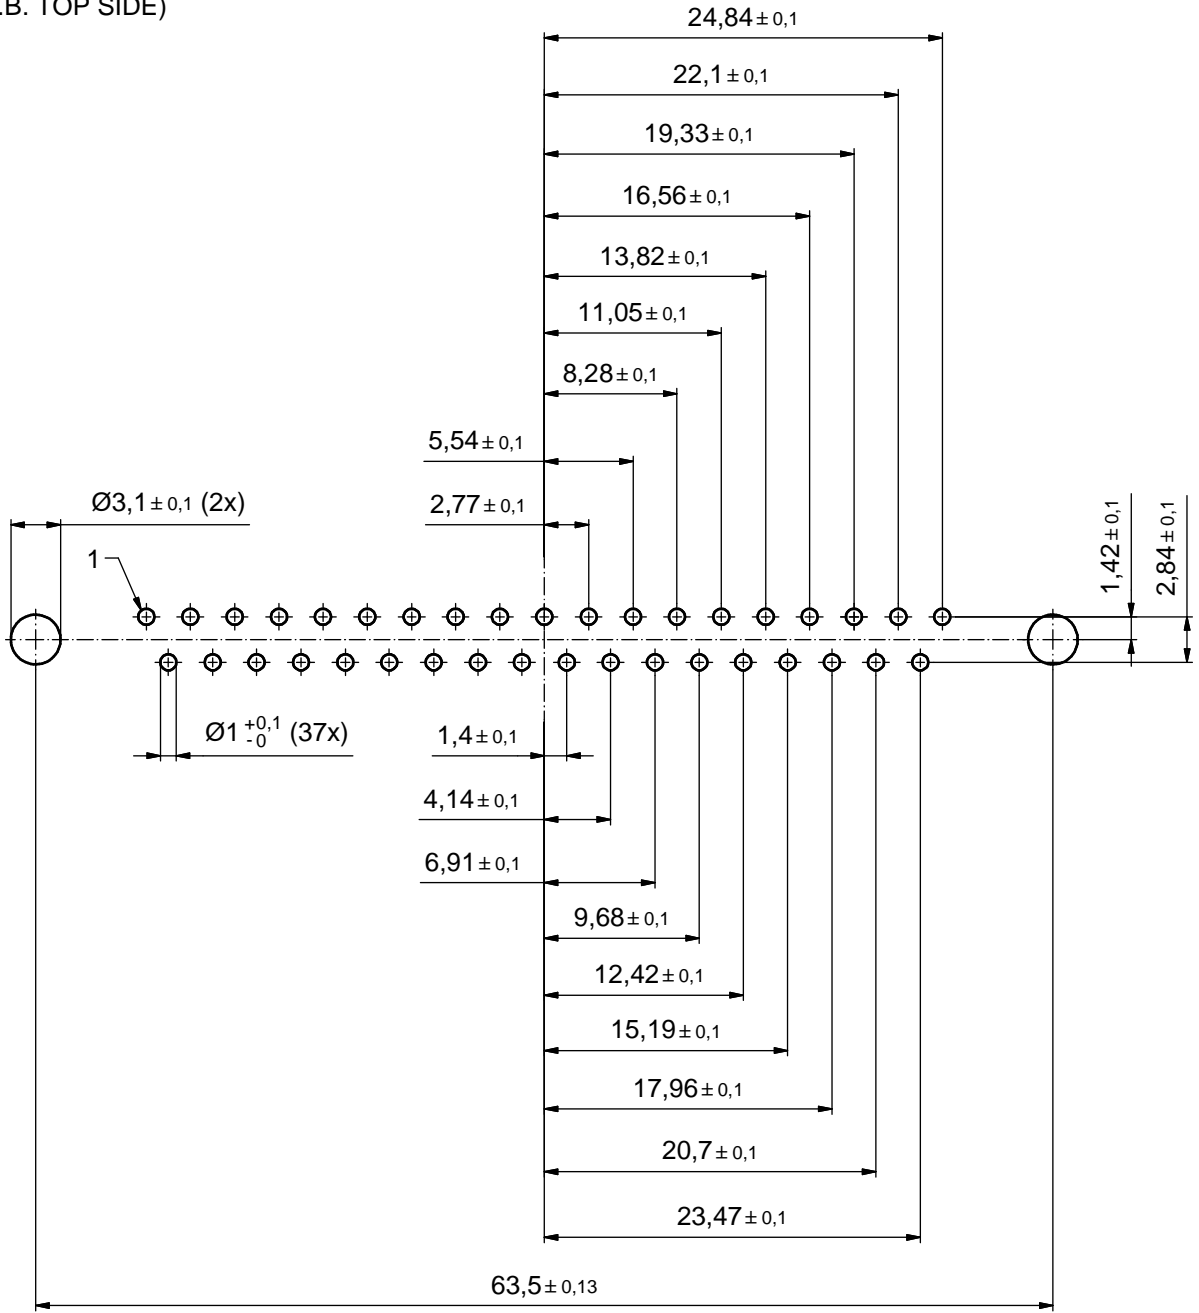 .B. TOP SIDE)
24,84 ± 0,1
22,1 ± 0,1
19,33 ± 0,1
16,56 ± 0,1
13,82 ± 0,1
11,05 ± 0,1
8,28 ± 0,1
5,54 ± 0,1
2,77 ± 0,1
Ø3,1 ± 0,1 (2x)
1
1,42 ± 0,1
2,84 ± 0,1
Ø1 +0,1 -0 (37x)
1,4 ± 0,1
4,14 ± 0,1
6,91 ± 0,1
9,68 ± 0,1
12,42 ± 0,1
15,19 ± 0,1
17,96 ± 0,1
20,7 ± 0,1
23,47 ± 0,1
63,5 ± 0,13